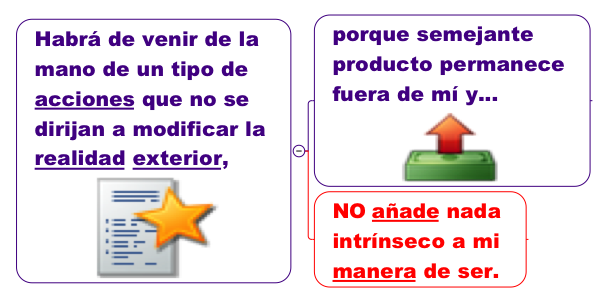 Habrá de venir de la
mano de un tipo de
acciones que no se
dirijan a modificar la
realidad exterior,
porque semejante
producto permanece
fuera de mí y...
NO añade nada
intrínseco a mi
manera de ser.